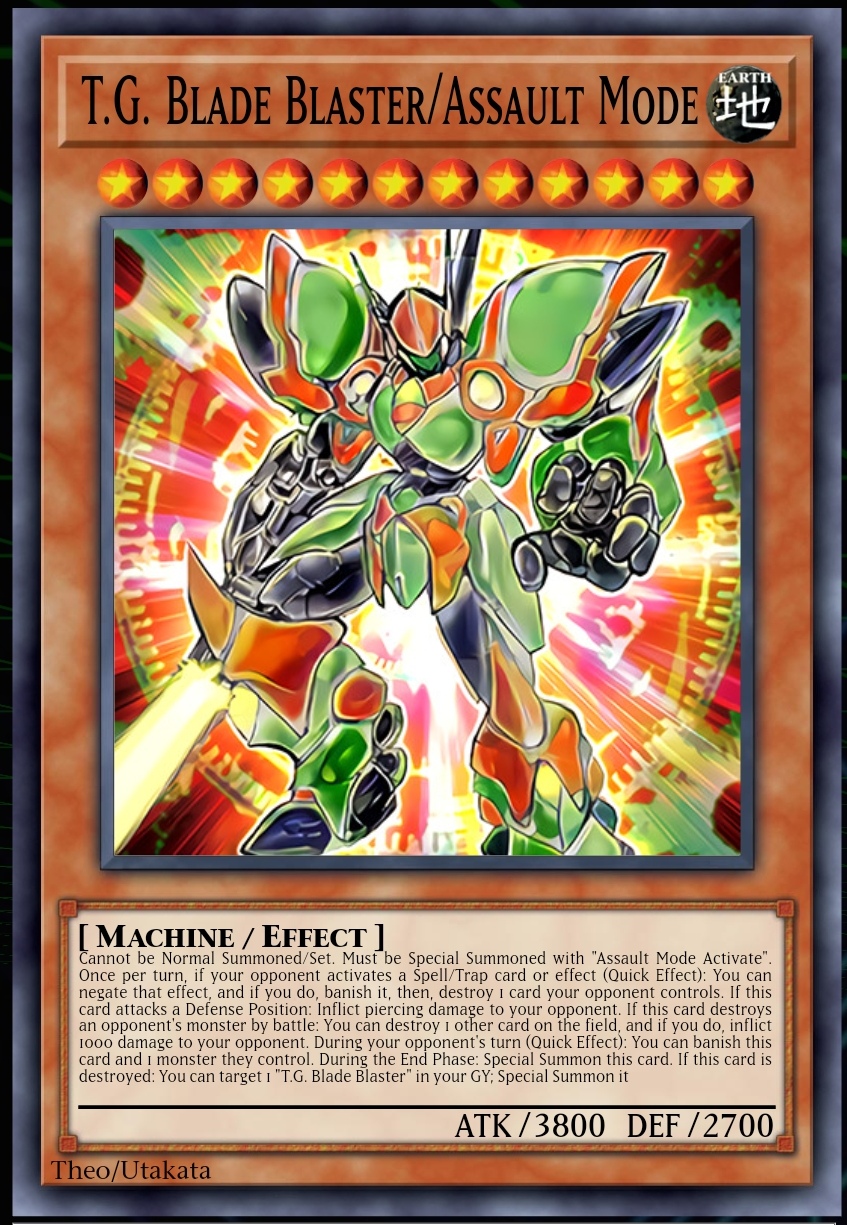 T.G. Blade Blaster/Assault Mode
EARTH
地
[ Machine / Effect ]
Cannot be Normal Summoned/Set. Must be Special Summoned with "Assault Mode Activate".
Once per turn, if your opponent activates a Spell/Trap card or effect (Quick Effect): You can
negate that effect, and if you do, banish it, then, destroy 1 card your opponent controls. If this
card attacks a Defense Position: Inflict piercing damage to your opponent. If this card destroys
an opponent's monster by battle: You can destroy 1 other card on the field, and if you do, inflict
1000 damage to your opponent. During your opponent's turn (Quick Effect): You can banish this
card and 1 monster they control. During the End Phase: Special Summon this card. If this card is
destroyed: You can target 1 "T.G. Blade Blaster" in your GY; Special Summon it
ATK/3800 DEF/2700
Theo/Utakata